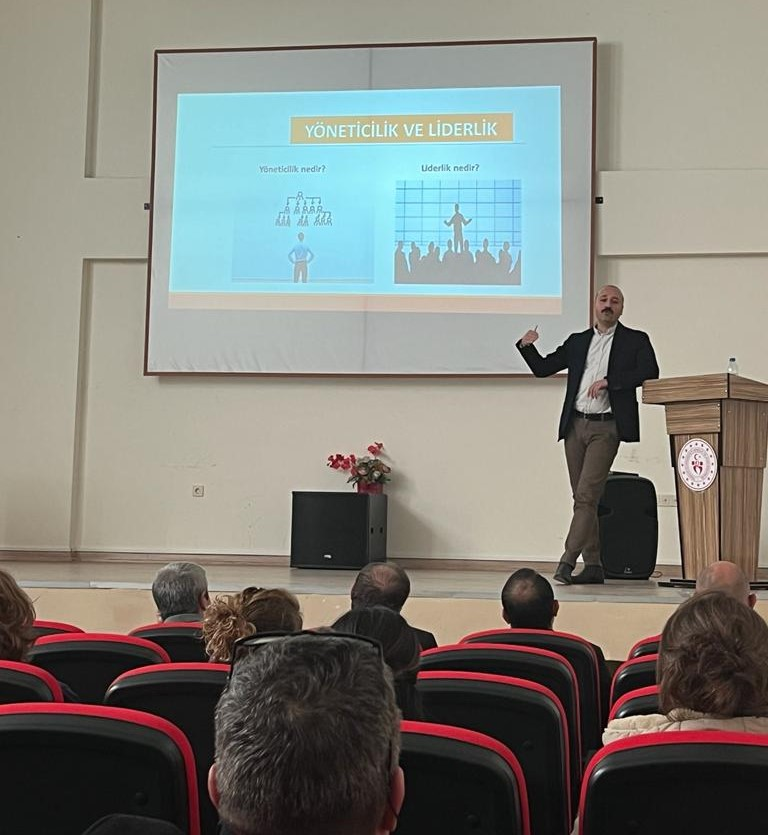 YÖNETİCİLİK VE LİDERLİK
Yöneticilik nedir?
Liderlik nedir?